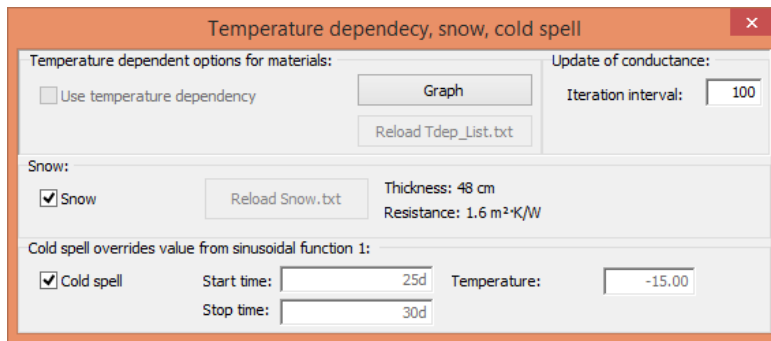 Temperature dependecy, snow, cold spell
Temperature dependent options for materials:
Use temperature dependency
Graph
Reload Tdep_List.txt
Update of conductance:
Iteration interval: 100
Snow:
Snow
Reload Snow.txt
Thickness: 48 cm
Resistance: 1.6 m²·K/W
Cold spell overrides value from sinusoidal function 1:
Cold spell Start time: 25d Temperature: -15.00
Stop time: 30d